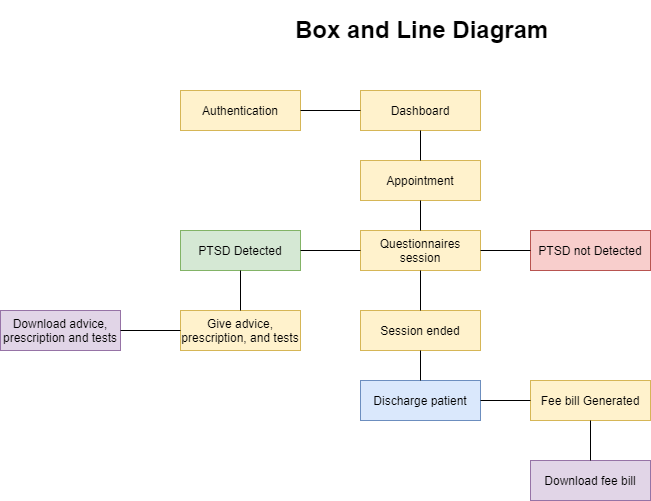 Box and Line Diagram
Authentication
Dashboard
Appointment
PTSD Detected
Questionnaires
session
PTSD not Detected
Download advice,
prescription and tests
Give advice,
prescription, and tests
Session ended
Discharge patient
Fee bill Generated
Download fee bill